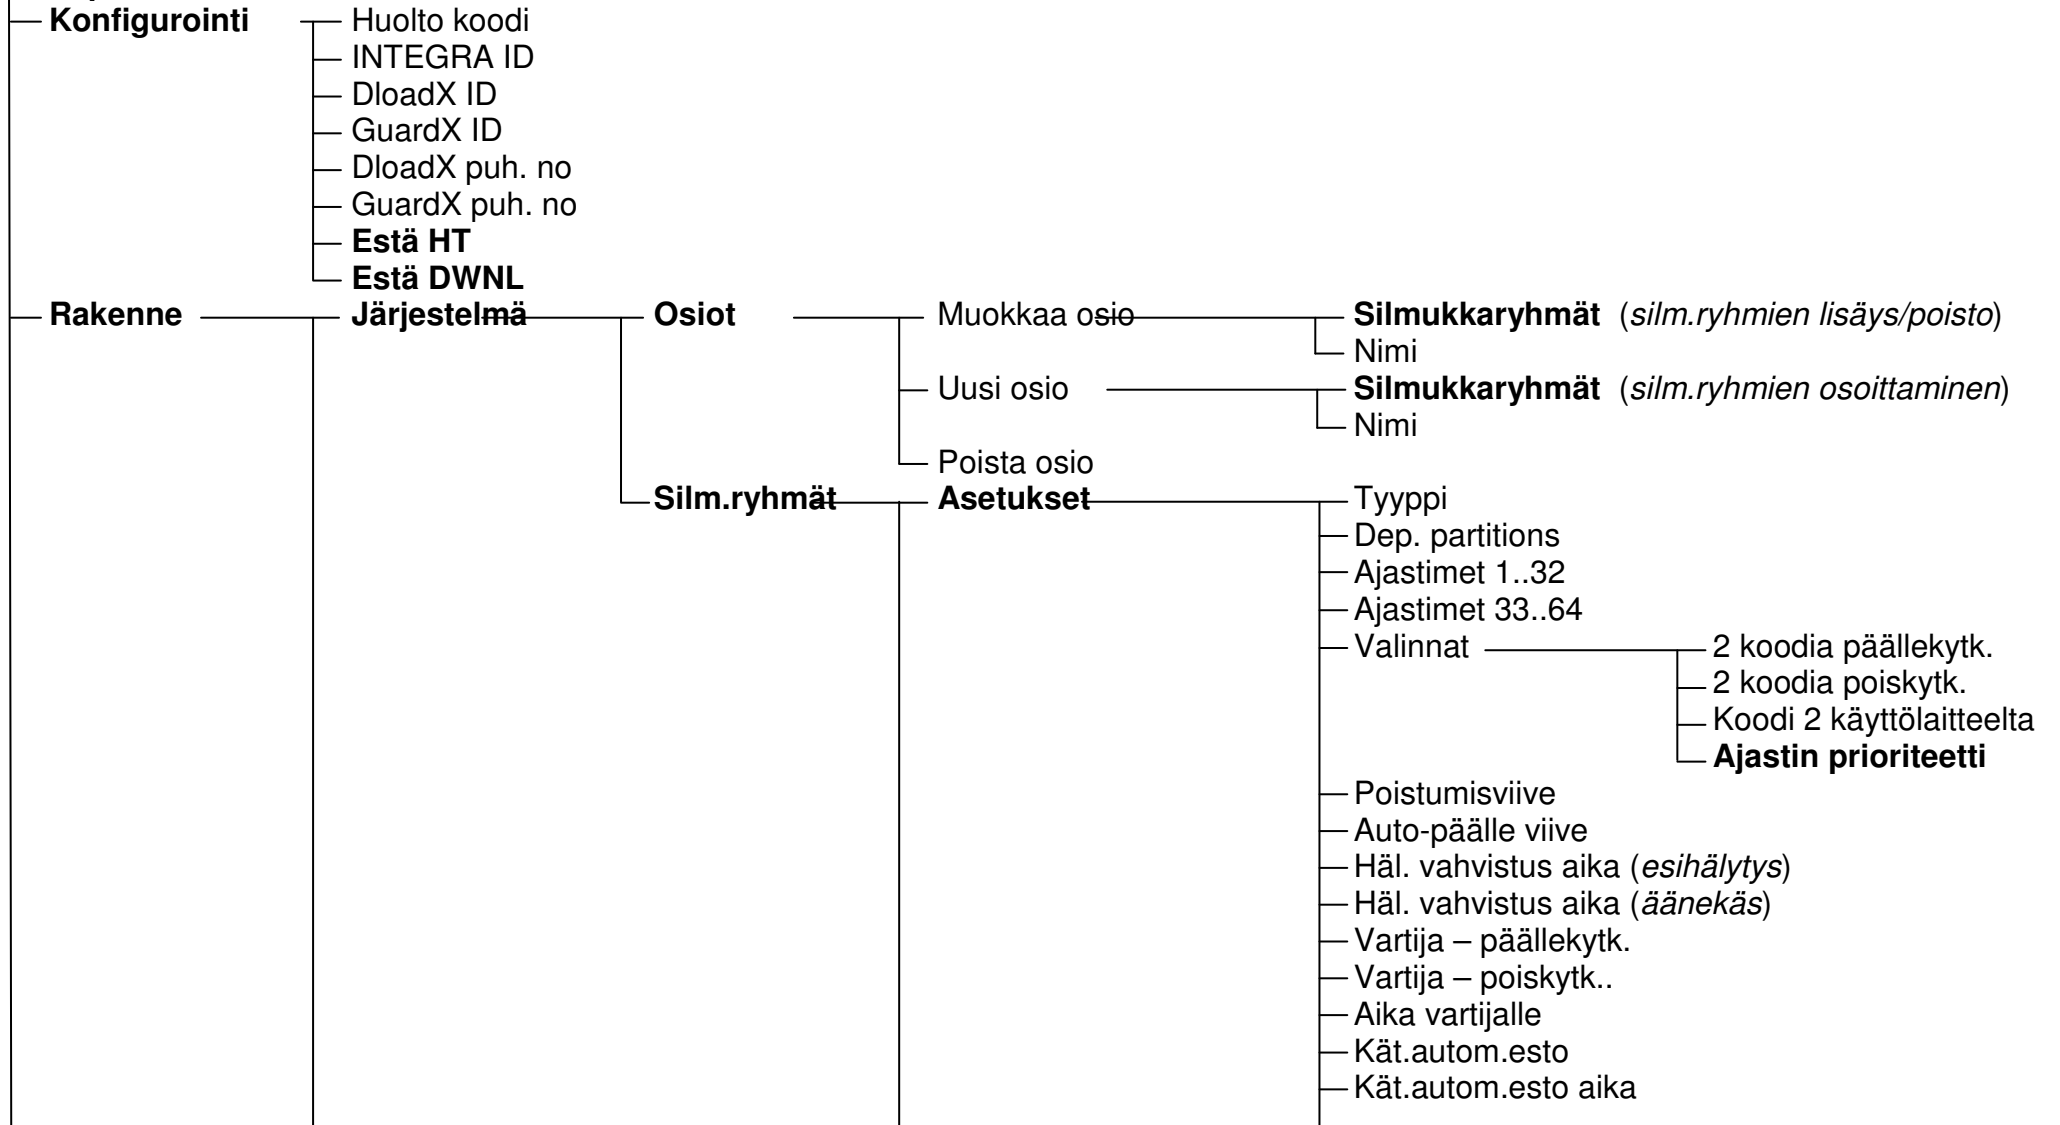 Konfigurointi Huolto koodi
INTEGRA ID
DloadX ID
GuardX ID
DloadX puh. no
GuardX puh. no
Estä HT
Estä DWNL
Rakenne Järjestelmä Osiot Muokkaa osio Silmukkaryhmät (silm.ryhmien lisäys/poisto)
Nimi
Uusi osio Silmukkaryhmät (silm.ryhmien osoittaminen)
Nimi
Poista osio
Silm.ryhmät Asetukset Tyyppi
Dep. partitions
Ajastimet 1..32
Ajastimet 33..64
Valinnat 2 koodia päällekytk.
2 koodia poiskytk.
Koodi 2 käyttölaitteelta
Ajastin prioriteetti
Poistumisviive
Auto-päälle viive
Häl. vahvistus aika (esihälytys)
Häl. vahvistus aika (äänekäs)
Vartija – päällekytk.
Vartija – poiskytk..
Aika vartijalle
Kät.autom.esto
Kät.autom.esto aika